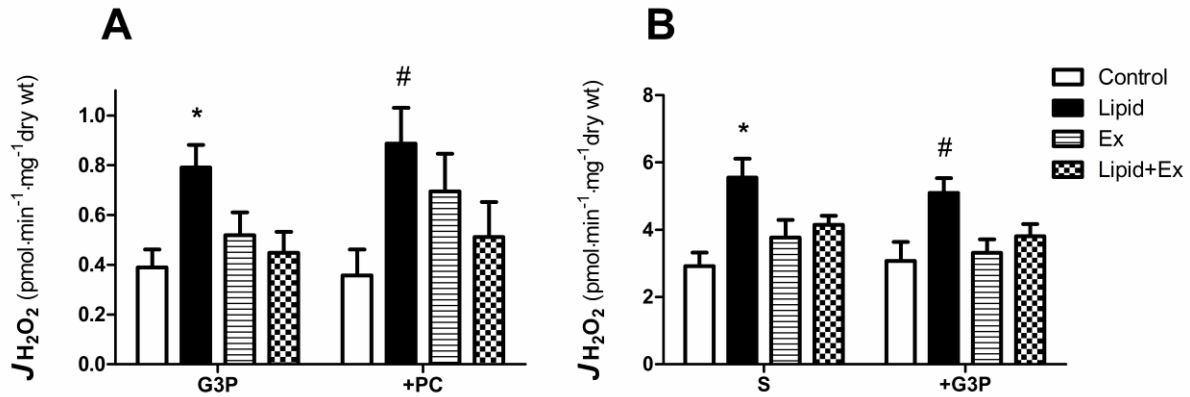 A
J H₂O₂ (pmol·min⁻¹·mg⁻¹dry wt)
1.0
0.8
0.6
0.4
0.2
0.0
*
#
G3P
+PC
B
J H₂O₂ (pmol·min⁻¹·mg⁻¹dry wt)
8
6
4
2
0
*
#
S
+G3P
Control
Lipid
Ex
Lipid+Ex